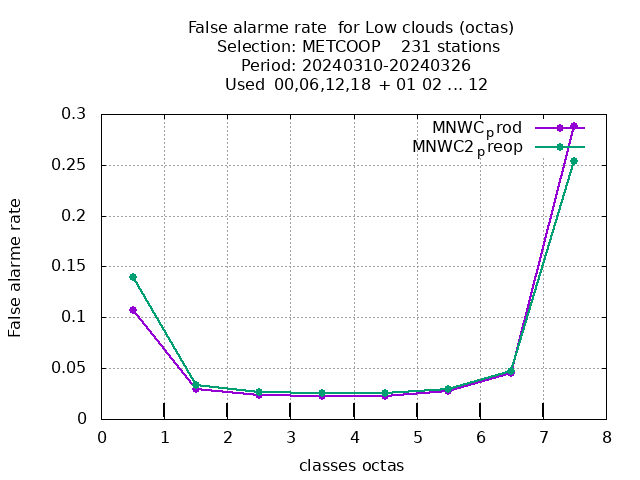 False alarme rate  for Low clouds (octas)
Selection: METCOOP    231 stations
Period: 20240310-20240326
Used  00,06,12,18 + 01 02 ... 12
MNWCprod
MNWC2preop
0.3
0.25
0.2
0.15
0.1
0.05
0
False alarme rate
0 1 2 3 4 5 6 7 8
classes octas